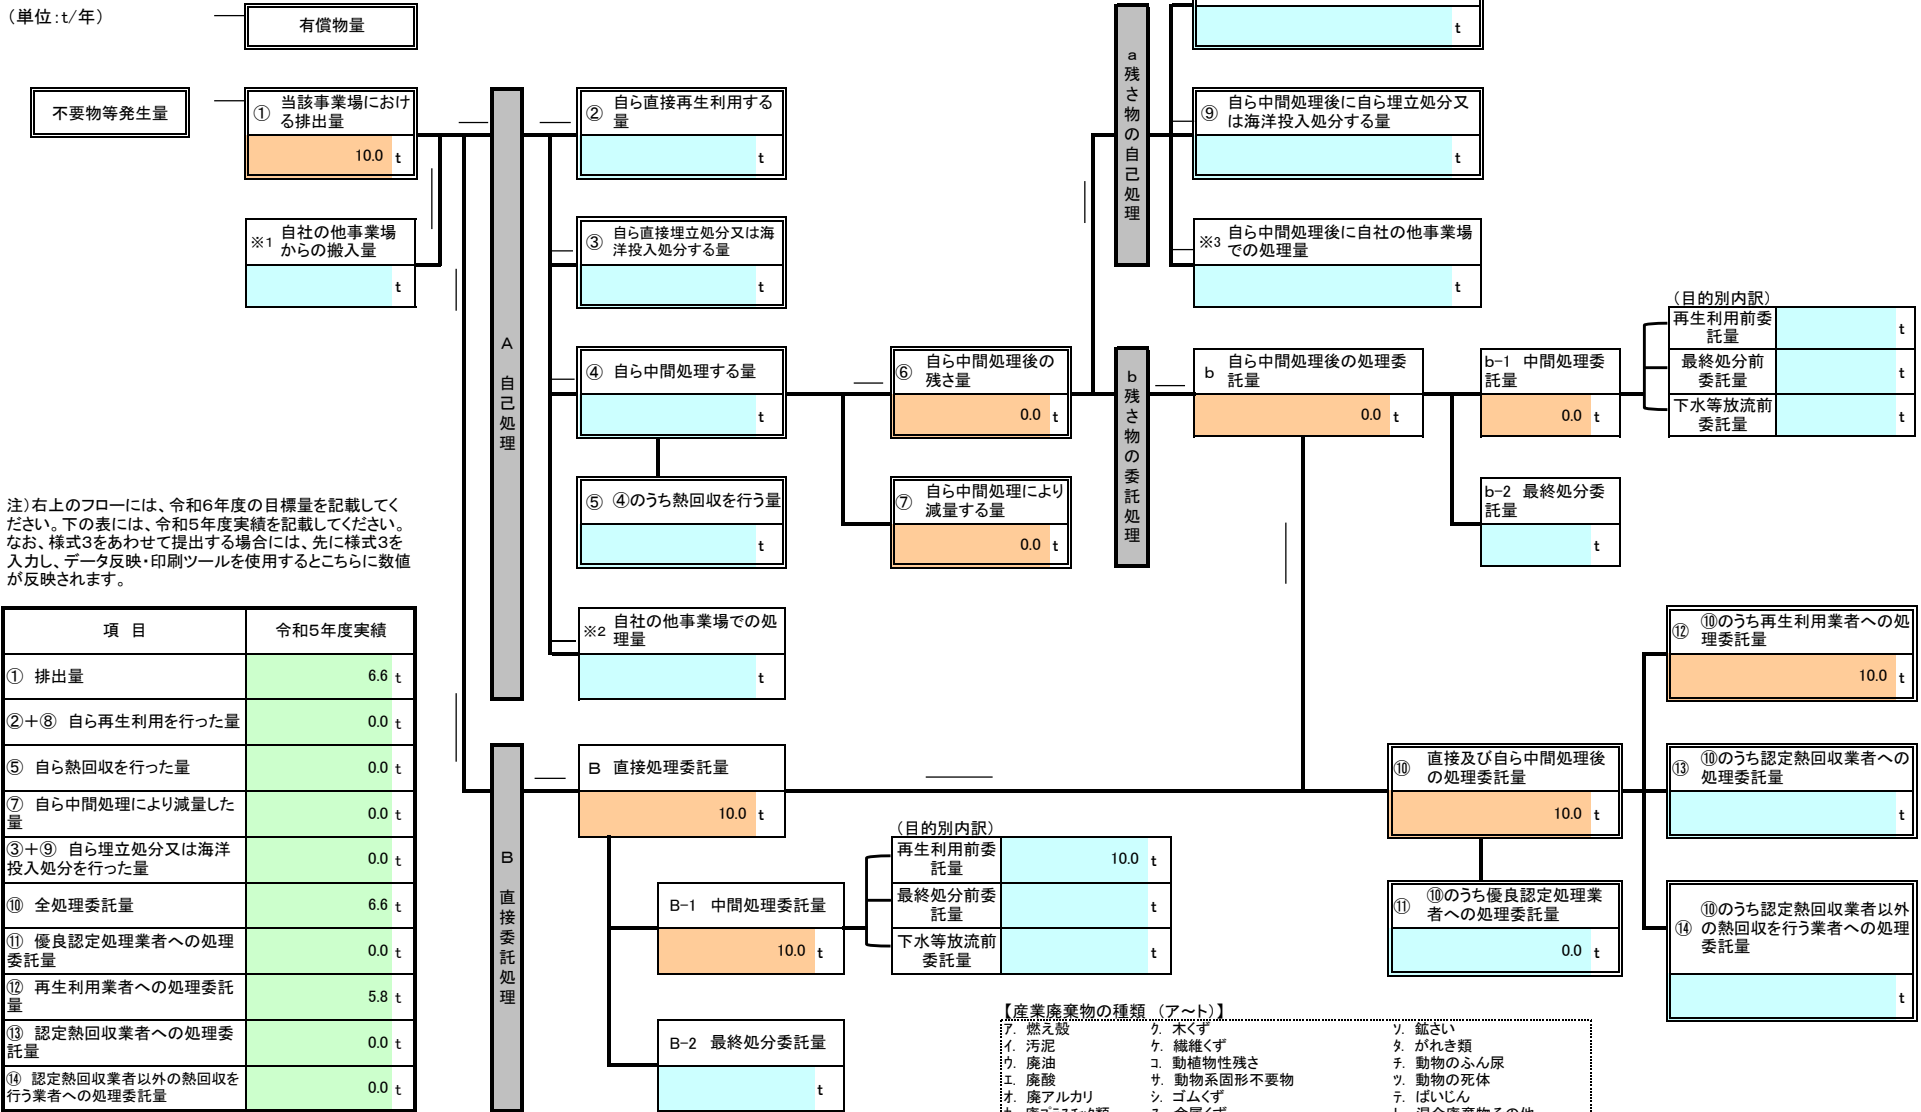 （単位:t/年）
有償物量
t
不要物等発生量
① 当該事業場におけ
る排出量
10.0 t
② 自ら直接再生利用する
量
t
a 残さ物の自己処理
⑨ 自ら中間処理後に自ら埋立処分又
は海洋投入処分する量
t
※1 自社の他事業場
からの搬入量
t
③ 自ら直接埋立処分又は海
洋投入処分する量
t
※3 自ら中間処理後に自社の他事業場
での処理量
t
A 自己処理
④ 自ら中間処理する量
t
⑥ 自ら中間処理後の
残さ量
0.0 t
b 残さ物の委託処理
b 自ら中間処理後の処理委
託量
0.0 t
b-1 中間処理委
託量
0.0 t
（目的別内訳）
再生利用前委
託量
t
最終処分前
委託量
t
下水等放流前
委託量
t
⑤ ④のうち熱回収を行う量
t
⑦ 自ら中間処理により
減量する量
0.0 t
b-2 最終処分委
託量
t
注）右上のフローには、令和６年度の目標量を記載してく
ださい。下の表には、令和５年度実績を記載してください。
なお、様式３をあわせて提出する場合には、先に様式３を
入力し、データ反映・印刷ツールを使用するとこちらに数値
が反映されます。
項 目 令和５年度実績
① 排出量 6.6 t
②＋⑧ 自ら再生利用を行った量 0.0 t
⑤ 自ら熱回収を行った量 0.0 t
⑦ 自ら中間処理により減量した
量 0.0 t
③＋⑨ 自ら埋立処分又は海洋
投入処分を行った量 0.0 t
⑩ 全処理委託量 6.6 t
⑪ 優良認定処理業者への処理
委託量 0.0 t
⑫ 再生利用業者への処理委託
量 5.8 t
⑬ 認定熱回収業者への処理委
託量 0.0 t
⑭ 認定熱回収業者以外の熱回収を
行う業者への処理委託量 0.0 t
※2 自社の他事業場での処
理量
t
B 直接委託処理
B 直接処理委託量
10.0 t
B-1 中間処理委託量
10.0 t
（目的別内訳）
再生利用前委
託量
10.0 t
最終処分前委
託量
t
下水等放流前
委託量
t
B-2 最終処分委託量
t
⑩ 直接及び自ら中間処理後
の処理委託量
10.0 t
⑪ ⑩のうち優良認定処理業
者への処理委託量
0.0 t
⑫ ⑩のうち再生利用業者への処
理委託量
10.0 t
⑬ ⑩のうち認定熱回収業者への
処理委託量
t
⑭ ⑩のうち認定熱回収業者以外
の熱回収を行う業者への処理
委託量
t
【産業廃棄物の種類 （ア～ト）】
ア. 燃え殻 ク. 木くず ソ. 鉱さい
イ. 汚泥 ケ. 繊維くず タ. がれき類
ウ. 廃油 コ. 動植物性残さ チ. 動物のふん尿
エ. 廃酸 サ. 動物系固形不要物 ツ. 動物の死体
オ. 廃アルカリ シ. ゴムくず テ. ばいじん